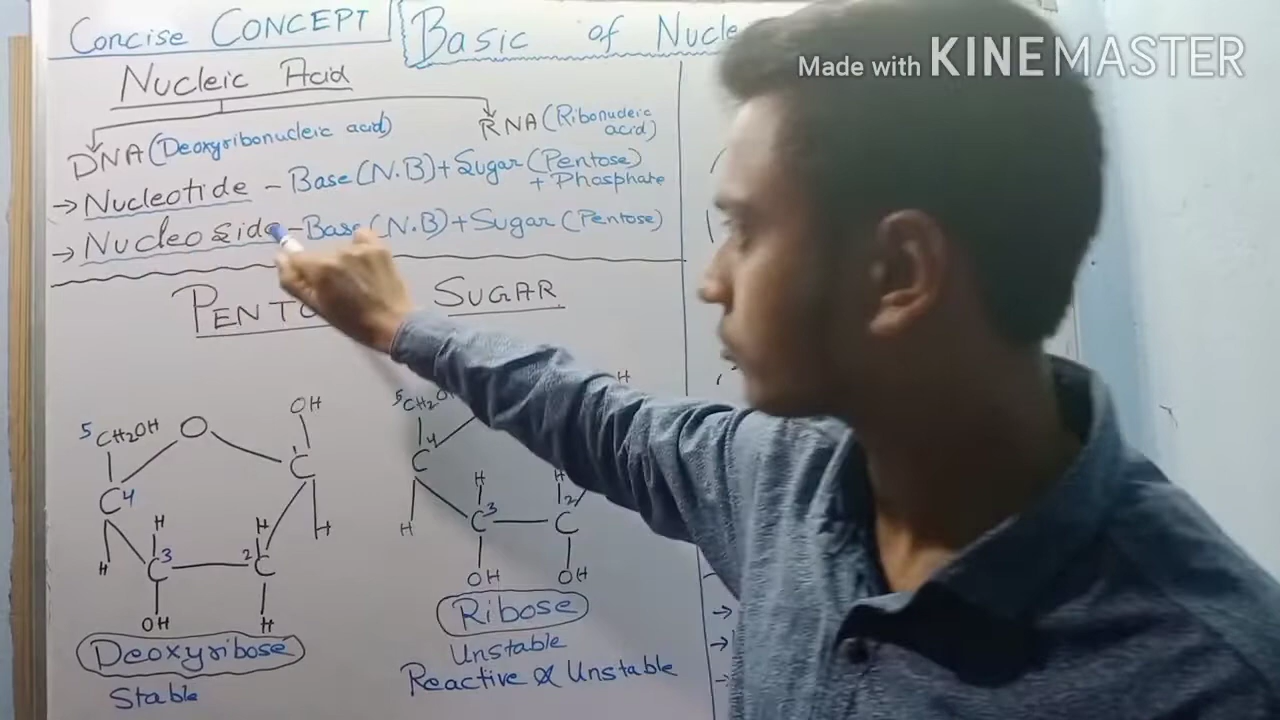 Concise CONCEPT
Basic of Nucle
Made with KINEMASTER
Nucleic Acid
DNA (Deoxyribonucleic acid)
RNA (Ribonucleic
acid)
→ Nucleotide - Base (N.B) + Sugar (Pentose)
+ Phosphate
→ Nucleoside - Base (N.B) + Sugar (Pentose)
PENTO SUGAR
5 CH2OH O OH
C4 C
H H H H
C3 2C
OH H
Deoxyribose
Stable
5 CH2OH H
4
C
H H H
C3 2 C
OH OH
Ribose
Unstable
Reactive & Unstable